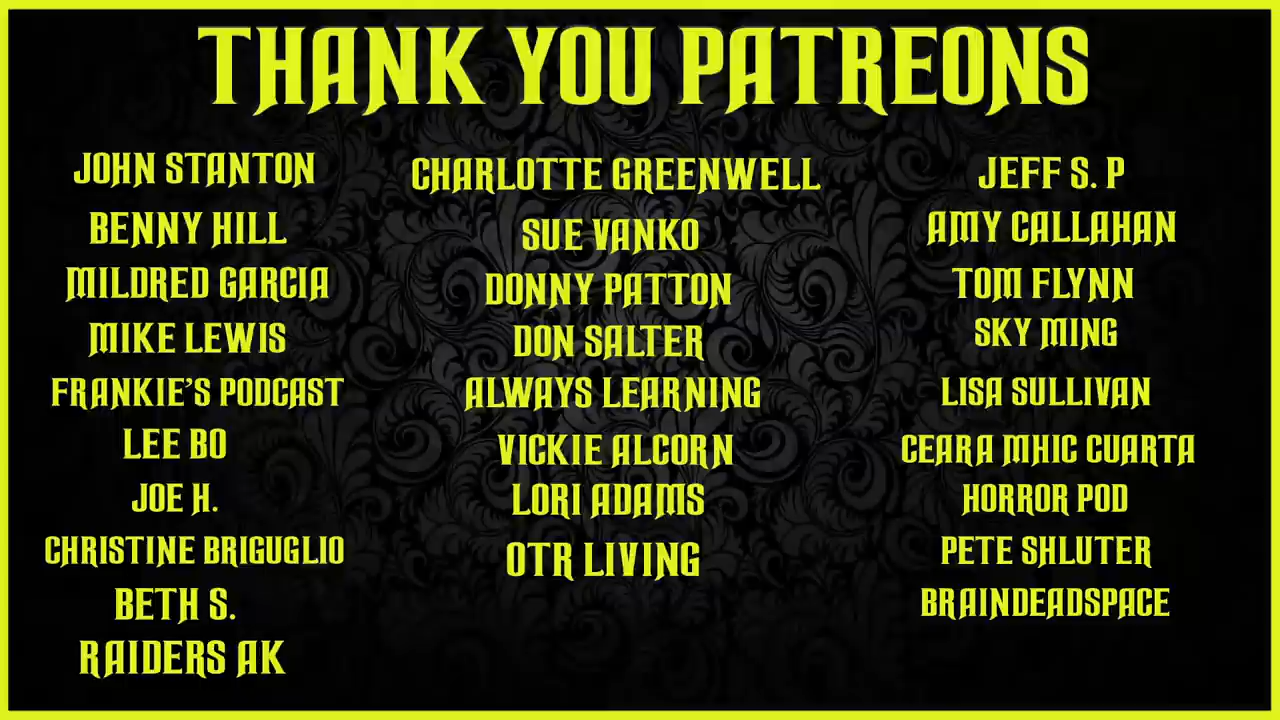 THANK YOU PATREONS
JOHN STANTON
BENNY HILL
MILDRED GARCIA
MIKE LEWIS
FRANKIE'S PODCAST
LEE BO
JOE H.
CHRISTINE BRIGUGLIO
BETH S.
RAIDERS AK
CHARLOTTE GREENWELL
SUE VANKO
DONNY PATTON
DON SALTER
ALWAYS LEARNING
VICKIE ALCORN
LORI ADAMS
OTR LIVING
JEFF S. P
AMY CALLAHAN
TOM FLYNN
SKY MING
LISA SULLIVAN
CEARA MHIC CUARTA
HORROR POD
PETE SHLUTER
BRAINDEADSPACE